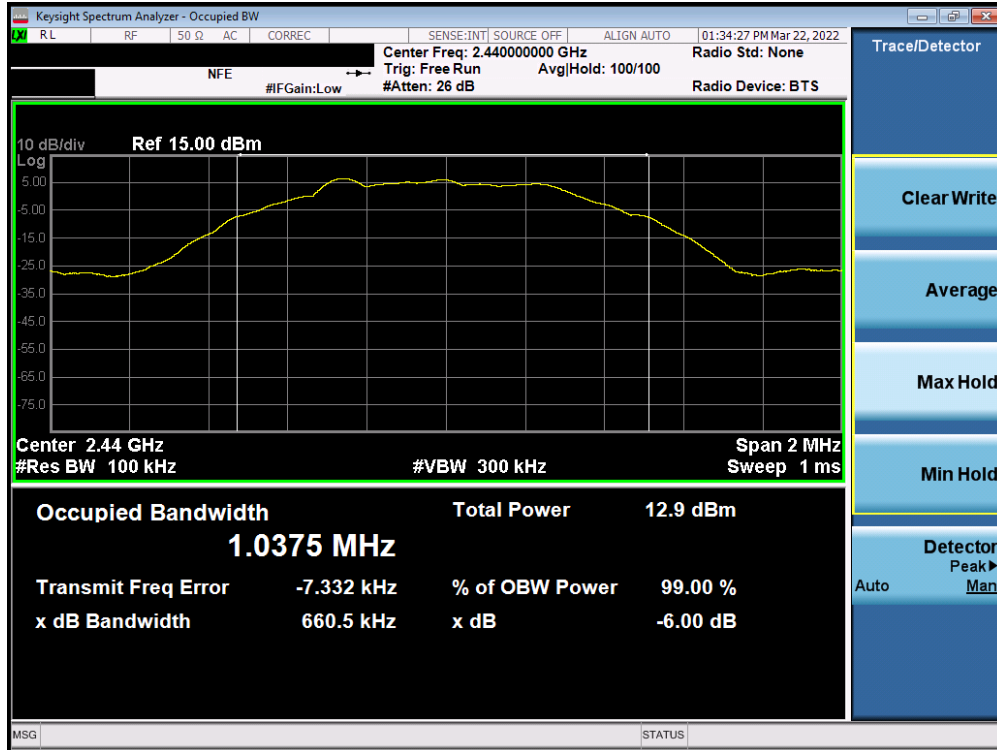 Keysight Spectrum Analyzer - Occupied BW
LXI RL RF 50 Ω AC CORREC SENSE:INT SOURCE OFF ALIGN AUTO 01:34:27 PM Mar 22, 2022
Center Freq: 2.440000000 GHz Radio Std: None
NFE Trig: Free Run Avg|Hold: 100/100
#IFGain:Low #Atten: 26 dB Radio Device: BTS
10 dB/div Ref 15.00 dBm
Log
5.00
-5.00
-15.0
-25.0
-35.0
-45.0
-55.0
-65.0
-75.0
Center 2.44 GHz Span 2 MHz
#Res BW 100 kHz #VBW 300 kHz Sweep 1 ms
Occupied Bandwidth Total Power 12.9 dBm
1.0375 MHz
Transmit Freq Error -7.332 kHz % of OBW Power 99.00 %
x dB Bandwidth 660.5 kHz x dB -6.00 dB
MSG STATUS
Trace/Detector
Clear Write
Average
Max Hold
Min Hold
Detector
Peak
Auto Man